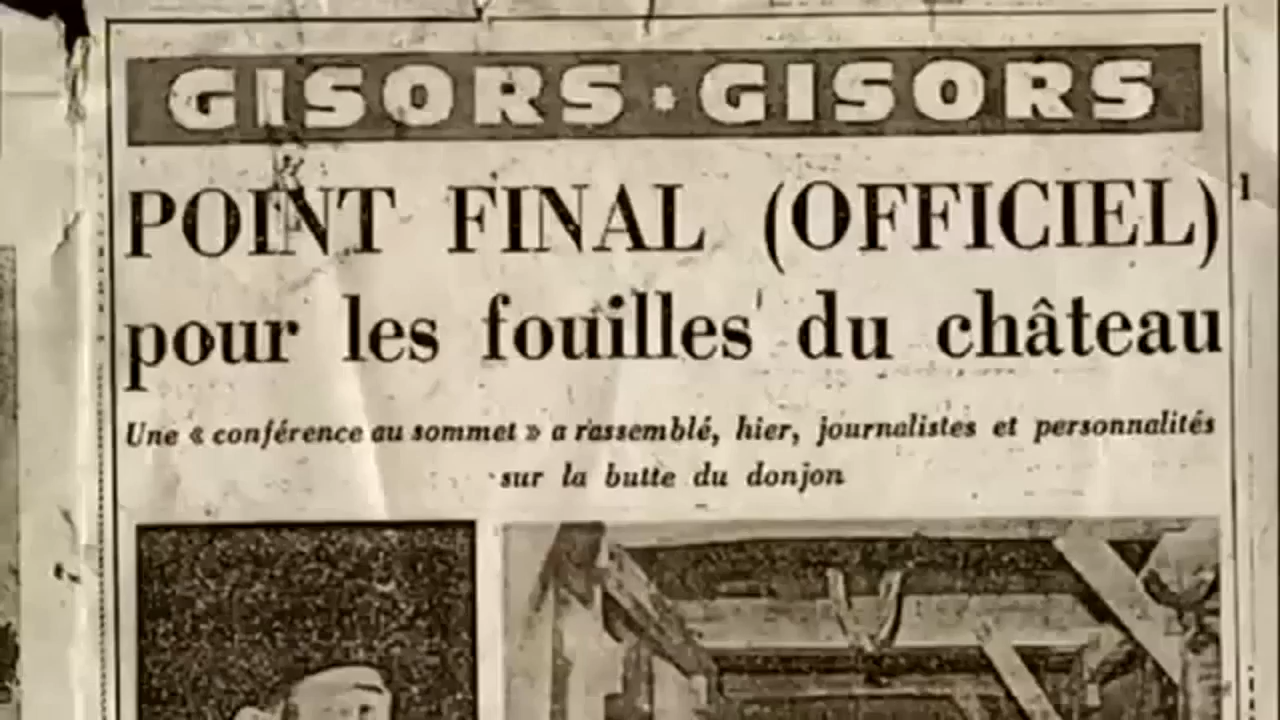 GISORS · GISORS
POINT FINAL (OFFICIEL)
pour les fouilles du château
Une « conférence au sommet » a rassemblé, hier, journalistes et personnalités
sur la butte du donjon